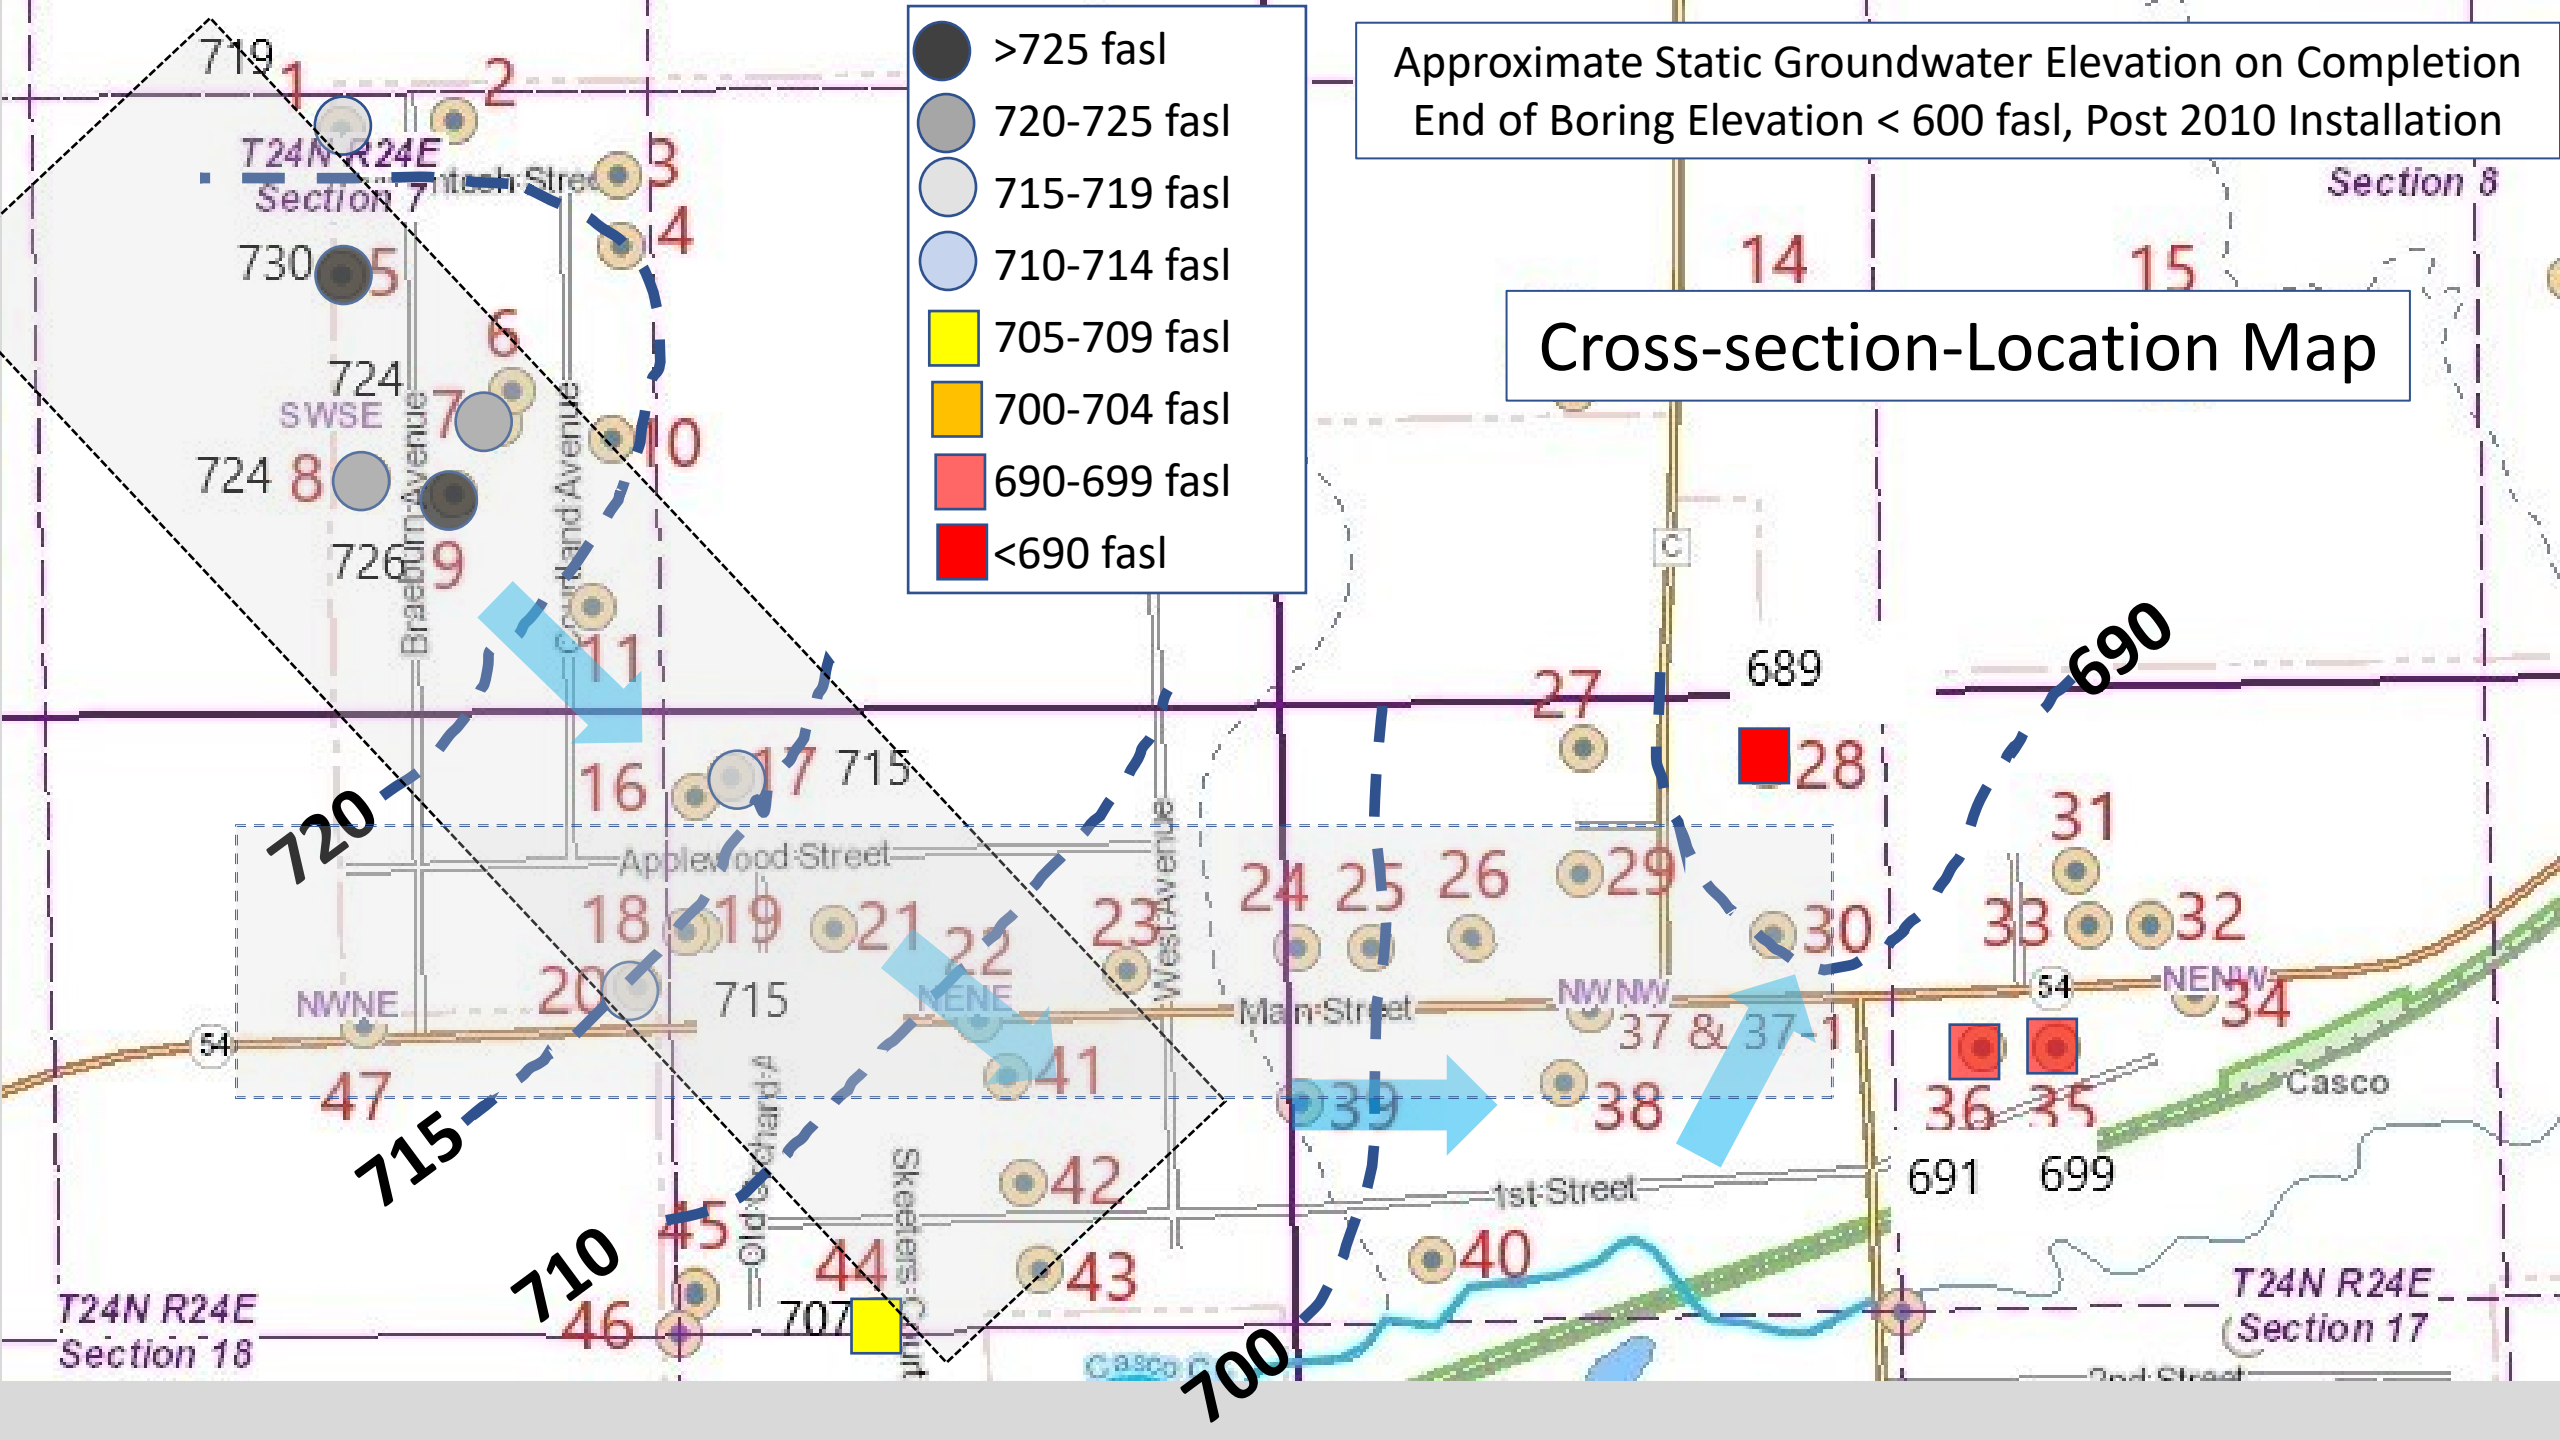 >725 fasl
720-725 fasl
715-719 fasl
710-714 fasl
705-709 fasl
700-704 fasl
690-699 fasl
<690 fasl
Approximate Static Groundwater Elevation on Completion
End of Boring Elevation < 600 fasl, Post 2010 Installation
Cross-section-Location Map
719
1
2
T24N R24E
Section 7
ntosh Stree
3
4
Section 8
14
15
730
5
6
724
7
SWSE
10
724
8
726
9
Braeburn Avenue
Courtland Avenue
11
C
690
689
27
28
16
17
715
720
Applewood Street
West Avenue
31
18
19
21
22
23
24
25
26
29
30
33
32
20
715
NWNE
NENE
NWNW
NENW
54
Main Street
54
34
47
41
39
37 & 37-1
38
36
35
Casco
715
Old Orchard A
Skeeters Court
42
1st Street
691
699
45
710
44
43
40
46
707
T24N R24E
Section 18
T24N R24E
Section 17
Casco C
700
2nd Street